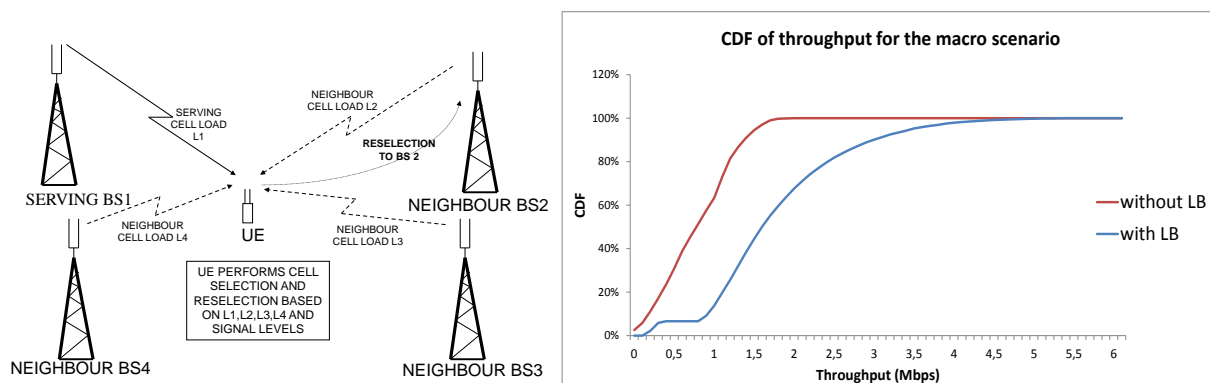 SERVING
CELL LOAD
L1
NEIGHBOUR
CELL LOAD L2
RESELECTION
TO BS 2
SERVING BS1
NEIGHBOUR BS2
NEIGHBOUR
CELL LOAD L4
UE
NEIGHBOUR
CELL LOAD L3
UE PERFORMS CELL
SELECTION AND
RESELECTION BASED
ON L1,L2,L3,L4 AND
SIGNAL LEVELS
NEIGHBOUR BS4
NEIGHBOUR BS3
CDF of throughput for the macro scenario
120%
100%
80%
60%
40%
20%
0%
CDF
0 0,5 1 1,5 2 2,5 3 3,5 4 4,5 5 5,5 6
Throughput (Mbps)
without LB
with LB